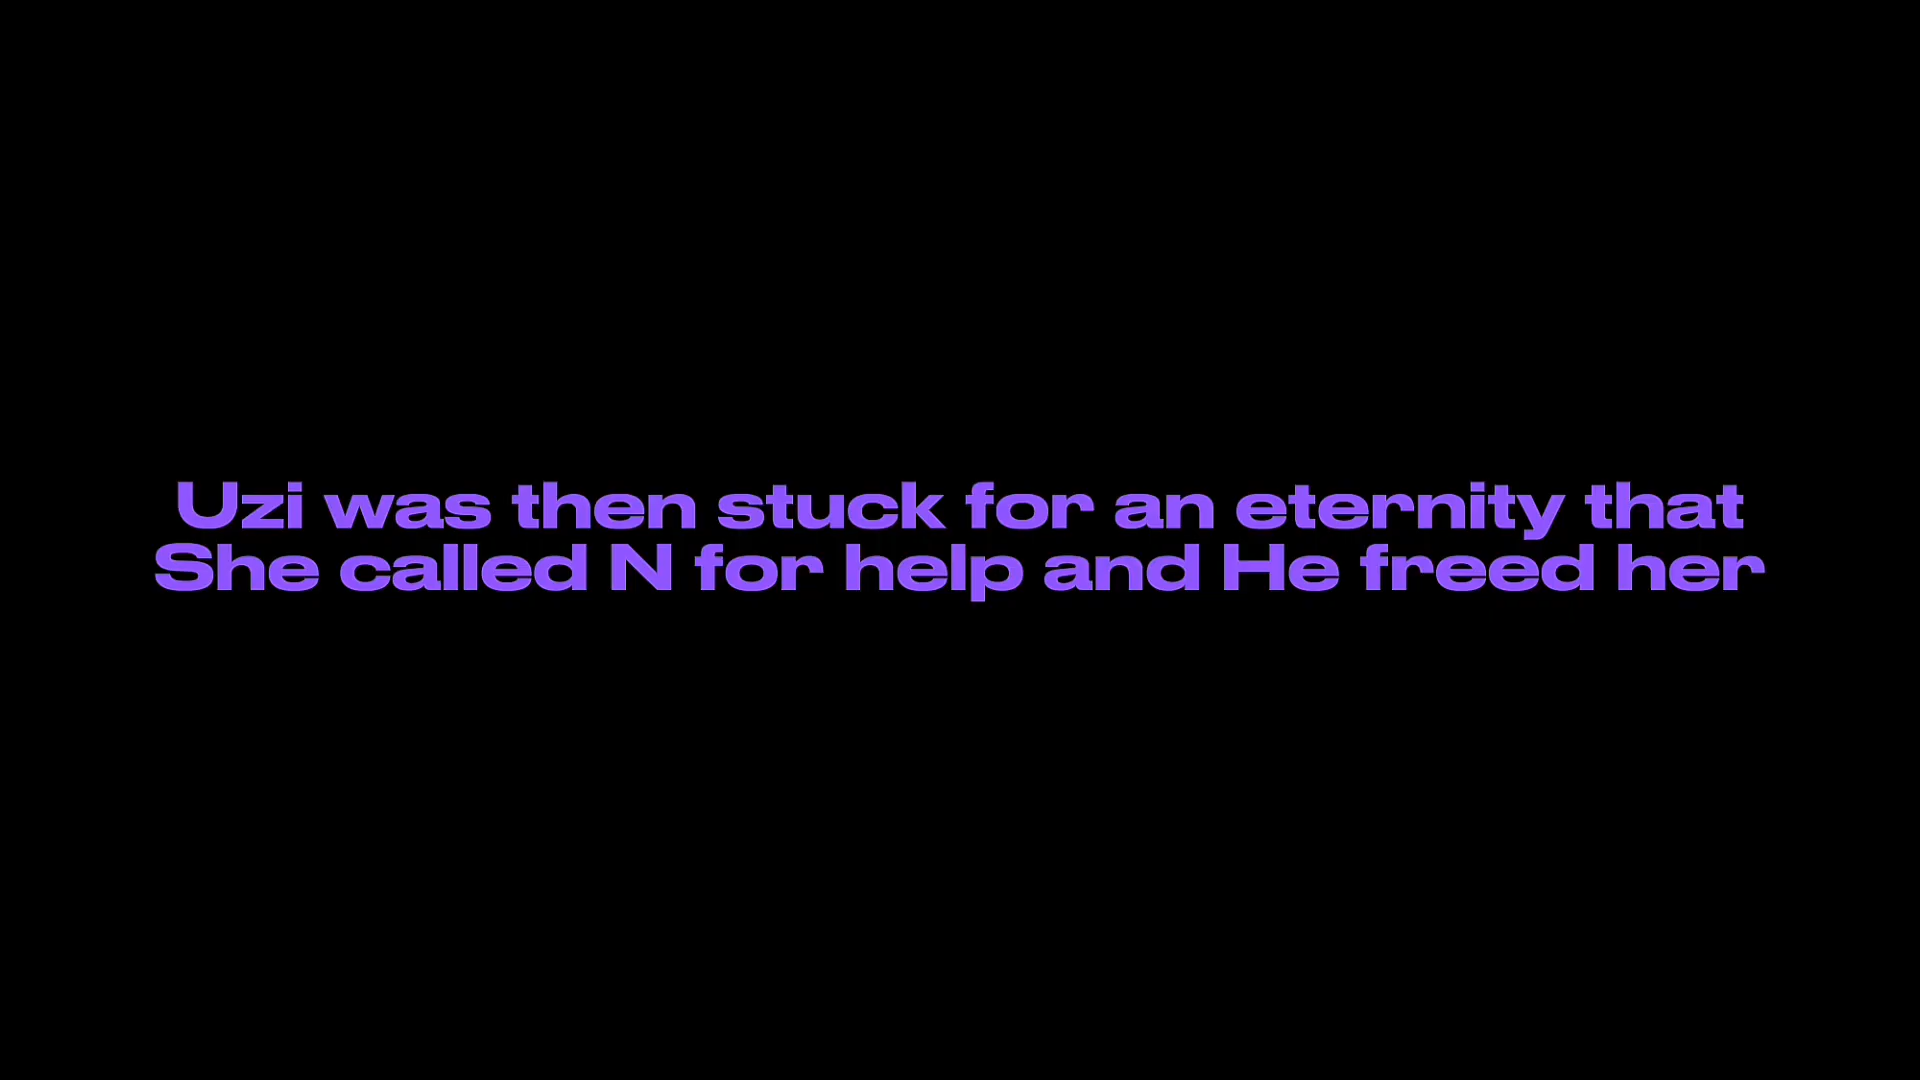 Uzi was then stuck for an eternity that
She called N for help and He freed her